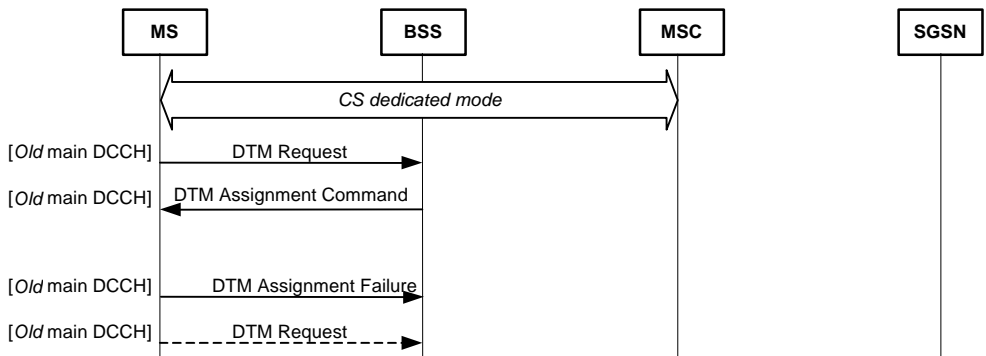 MS BSS MSC SGSN
CS dedicated mode
[Old main DCCH] DTM Request
[Old main DCCH] DTM Assignment Command
[Old main DCCH] DTM Assignment Failure
[Old main DCCH] DTM Request